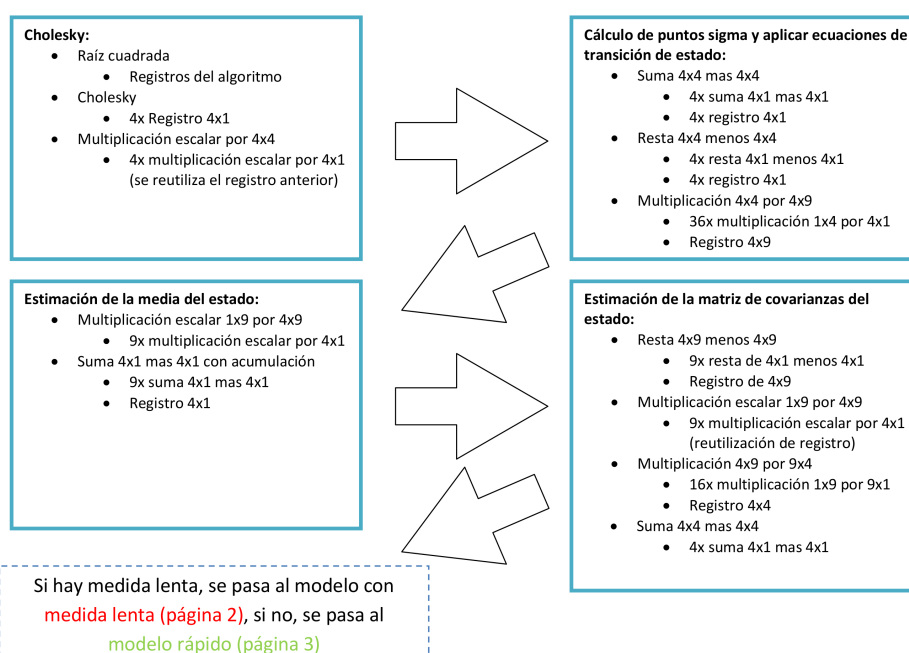 Cholesky:
• Raíz cuadrada
• Registros del algoritmo
• Cholesky
• 4x Registro 4x1
• Multiplicación escalar por 4x4
• 4x multiplicación escalar por 4x1
(se reutiliza el registro anterior)
Cálculo de puntos sigma y aplicar ecuaciones de
transición de estado:
• Suma 4x4 mas 4x4
• 4x suma 4x1 mas 4x1
• 4x registro 4x1
• Resta 4x4 menos 4x4
• 4x resta 4x1 menos 4x1
• 4x registro 4x1
• Multiplicación 4x4 por 4x9
• 36x multiplicación 1x4 por 4x1
• Registro 4x9
Estimación de la media del estado:
• Multiplicación escalar 1x9 por 4x9
• 9x multiplicación escalar por 4x1
• Suma 4x1 mas 4x1 con acumulación
• 9x suma 4x1 mas 4x1
• Registro 4x1
Estimación de la matriz de covarianzas del
estado:
• Resta 4x9 menos 4x9
• 9x resta de 4x1 menos 4x1
• Registro de 4x9
• Multiplicación escalar 1x9 por 4x9
• 9x multiplicación escalar por 4x1
(reutilización de registro)
• Multiplicación 4x9 por 9x4
• 16x multiplicación 1x9 por 9x1
• Registro 4x4
• Suma 4x4 mas 4x4
• 4x suma 4x1 mas 4x1
Si hay medida lenta, se pasa al modelo con
medida lenta (página 2), si no, se pasa al
modelo rápido (página 3)